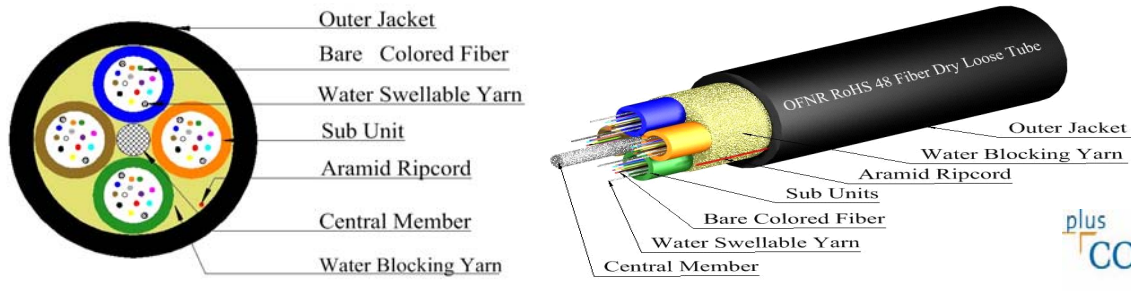 Outer Jacket
Bare Colored Fiber
Water Swellable Yarn
Sub Unit
Aramid Ripcord
Central Member
Water Blocking Yarn
OFNR RoHS 48 Fiber Dry Loose Tube
Outer Jacket
Water Blocking Yarn
Aramid Ripcord
Sub Units
Bare Colored Fiber
Water Swellable Yarn
Central Member
plus